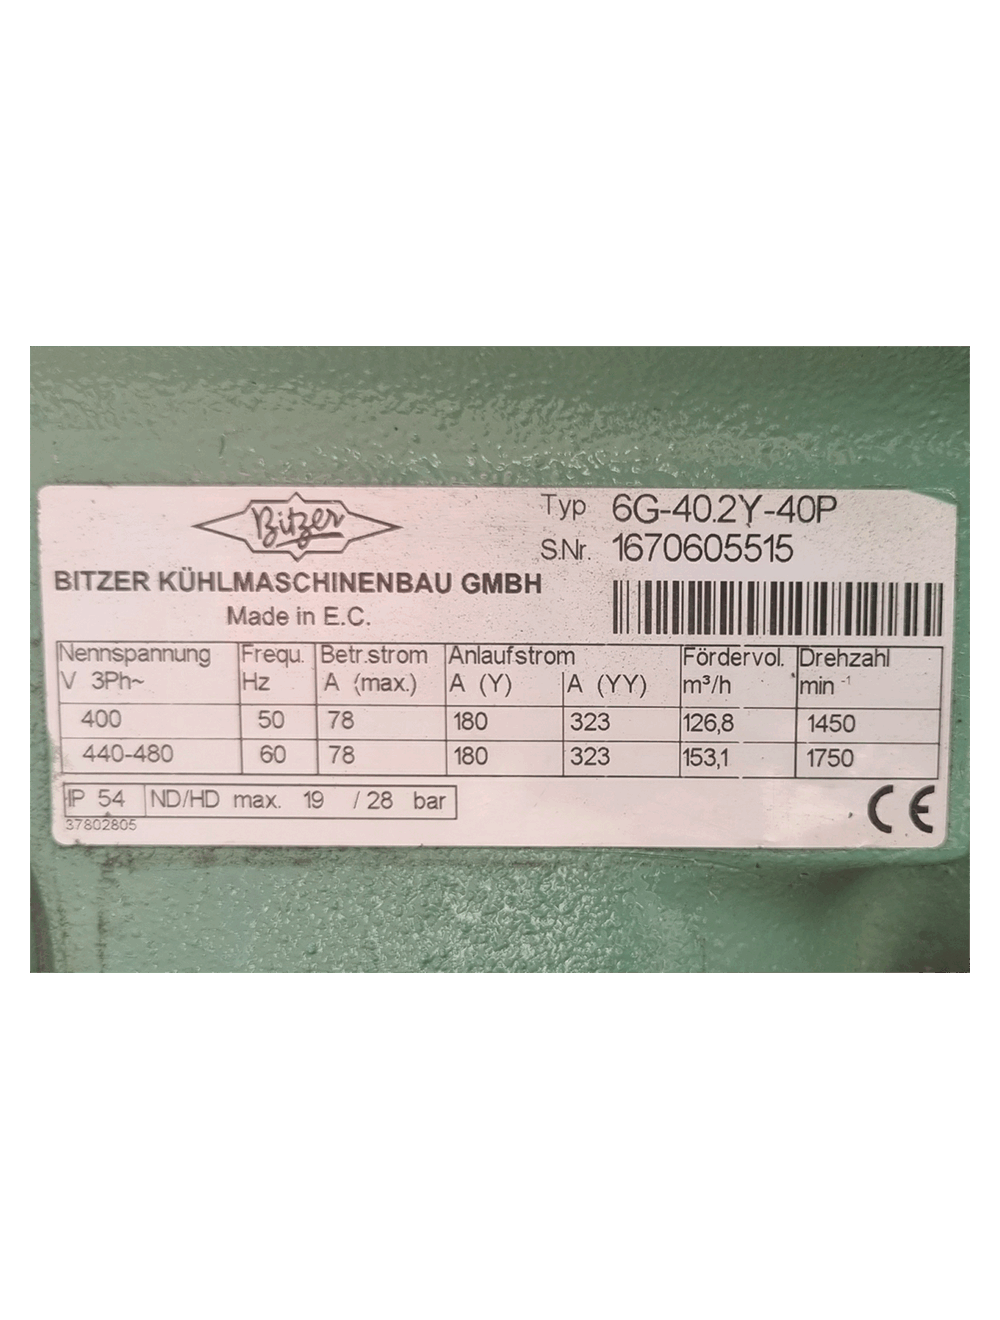 Bitzer
Typ 6G-40.2Y-40P
S.Nr. 1670605515
BITZER KÜHLMASCHINENBAU GMBH
Made in E.C.
Nennspannung Frequ. Betr.strom Anlaufstrom Fördervol. Drehzahl
V 3Ph~ Hz A (max.) A (Y) A (YY) m³/h min -1
400 50 78 180 323 126,8 1450
440-480 60 78 180 323 153,1 1750
IP 54 ND/HD max. 19 / 28 bar
37802805
CE